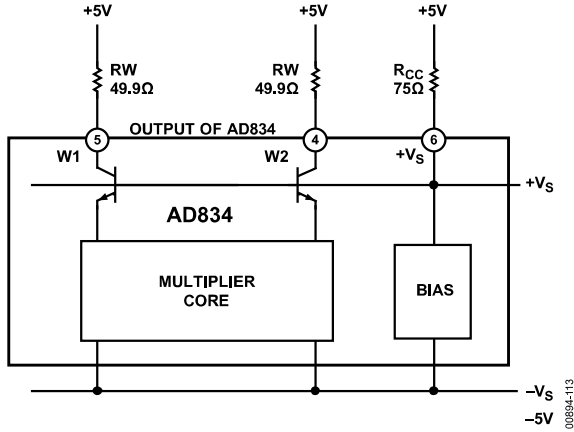 +5V +5V +5V
RW RW RCC
49.9Ω 49.9Ω 75Ω
OUTPUT OF AD834
5 4 6
W1 W2 +VS
+VS
AD834
MULTIPLIER
CORE
BIAS
–VS
–5V
00894-113